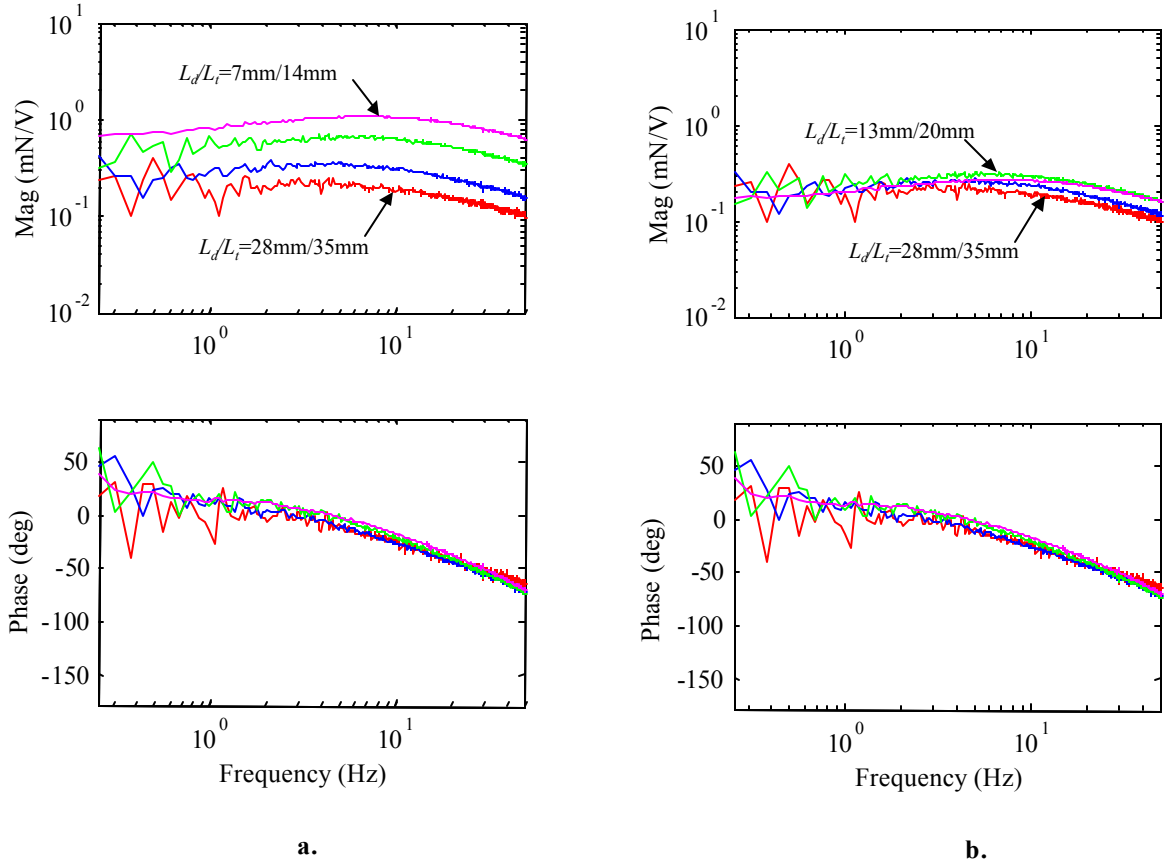 10^1
10^0
10^-1
10^-2
Mag (mN/V)
L_d/L_t=7mm/14mm
L_d/L_t=28mm/35mm
10^0
10^1
50
0
-50
-100
-150
Phase (deg)
10^0
10^1
Frequency (Hz)
a.
10^1
10^0
10^-1
10^-2
Mag (mN/V)
L_d/L_t=13mm/20mm
L_d/L_t=28mm/35mm
10^0
10^1
50
0
-50
-100
-150
Phase (deg)
10^0
10^1
Frequency (Hz)
b.